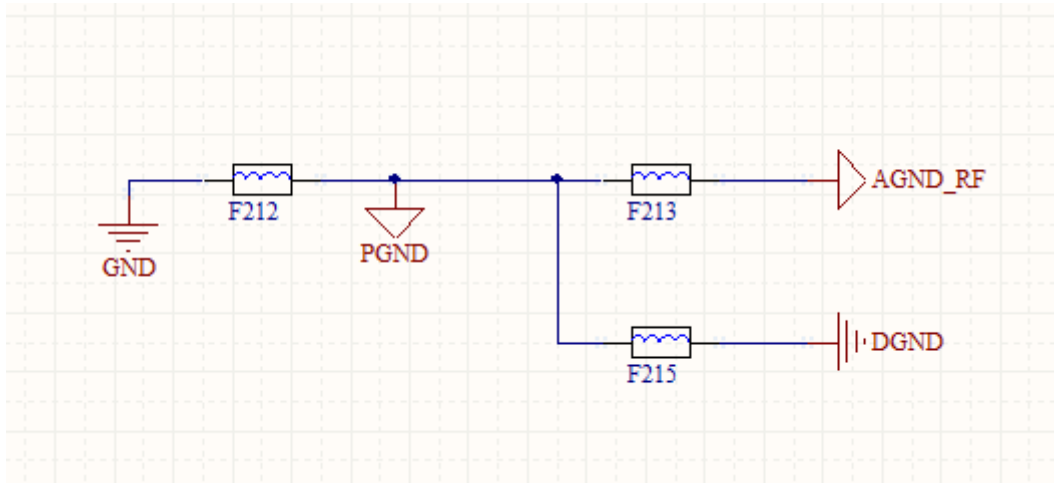 F212
GND
PGND
F213
AGND_RF
F215
DGND